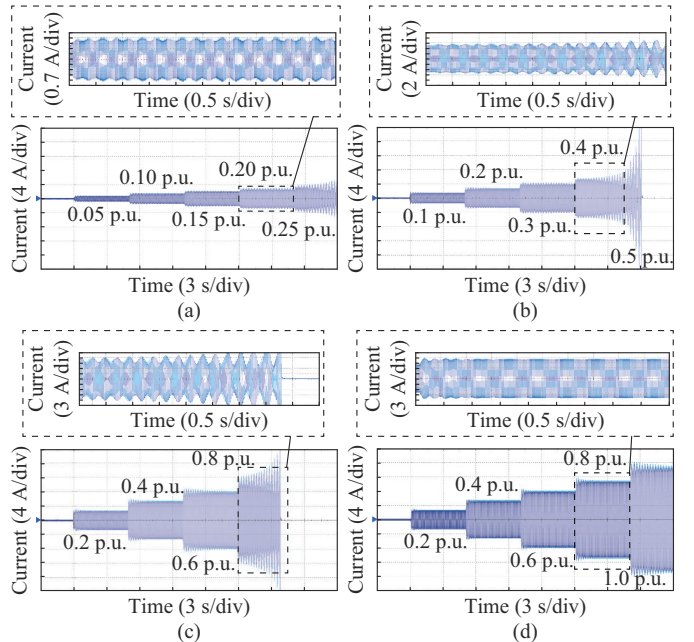 Current
(0.7 A/div)
Time (0.5 s/div)
Current (4 A/div)
0.05 p.u.
0.10 p.u.
0.15 p.u.
0.20 p.u.
0.25 p.u.
Time (3 s/div)
(a)
Current
(2 A/div)
Time (0.5 s/div)
Current (4 A/div)
0.1 p.u.
0.2 p.u.
0.3 p.u.
0.4 p.u.
0.5 p.u.
Time (3 s/div)
(b)
Current
(3 A/div)
Time (0.5 s/div)
Current (4 A/div)
0.2 p.u.
0.4 p.u.
0.6 p.u.
0.8 p.u.
Time (3 s/div)
(c)
Current
(3 A/div)
Time (0.5 s/div)
Current (4 A/div)
0.2 p.u.
0.4 p.u.
0.6 p.u.
0.8 p.u.
1.0 p.u.
Time (3 s/div)
(d)